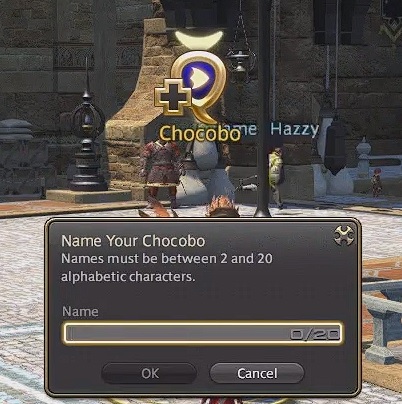 Chocobo
Hazzy
Name Your Chocobo
Names must be between 2 and 20
alphabetic characters.
Name
0/20
OK
Cancel